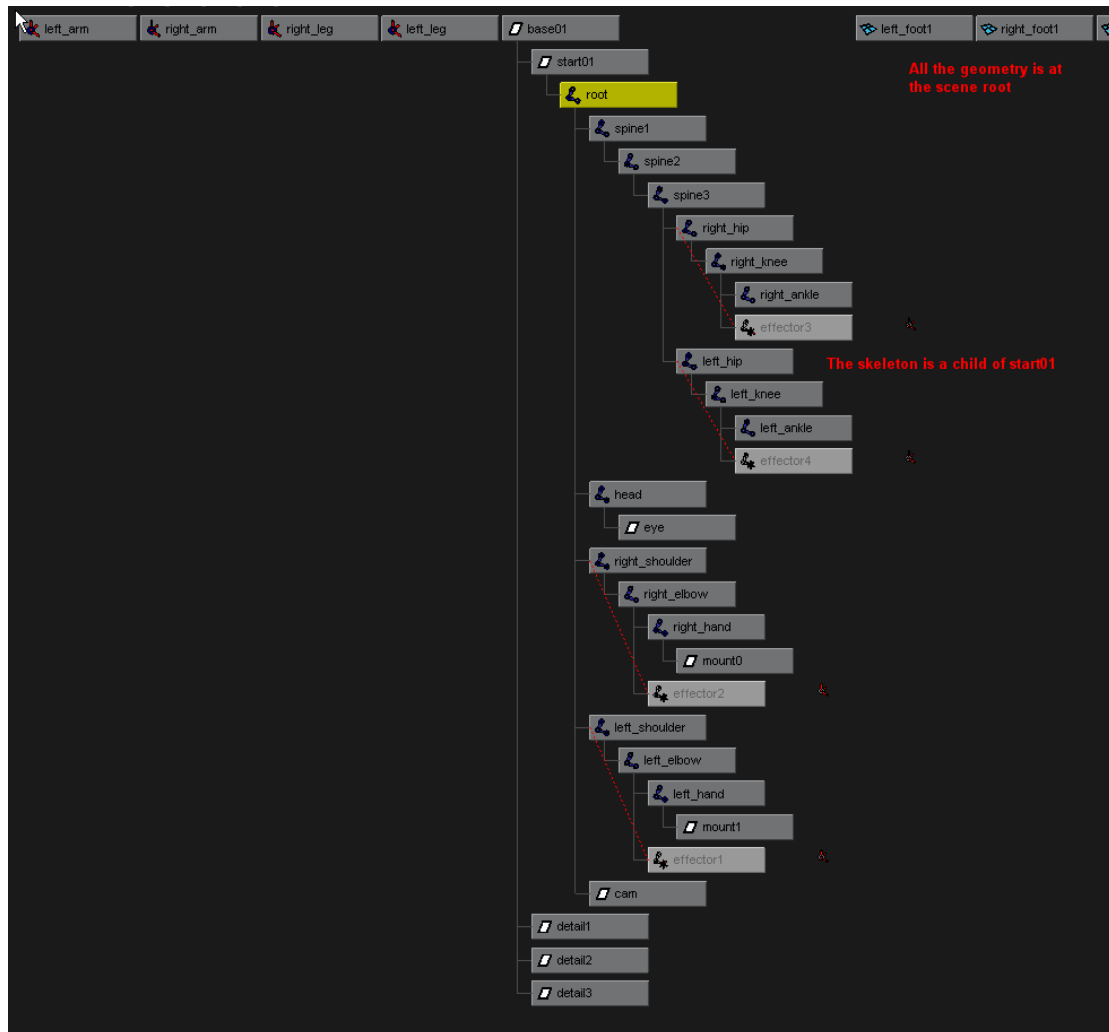 left_arm
right_arm
right_leg
left_leg
base01
left_foot1
right_foot1
start01
All the geometry is at
the scene root
root
spine1
spine2
spine3
right_hip
right_knee
right_ankle
effector3
left_hip
The skeleton is a child of start01
left_knee
left_ankle
effector4
head
eye
right_shoulder
right_elbow
right_hand
mount0
effector2
left_shoulder
left_elbow
left_hand
mount1
effector1
cam
detail1
detail2
detail3